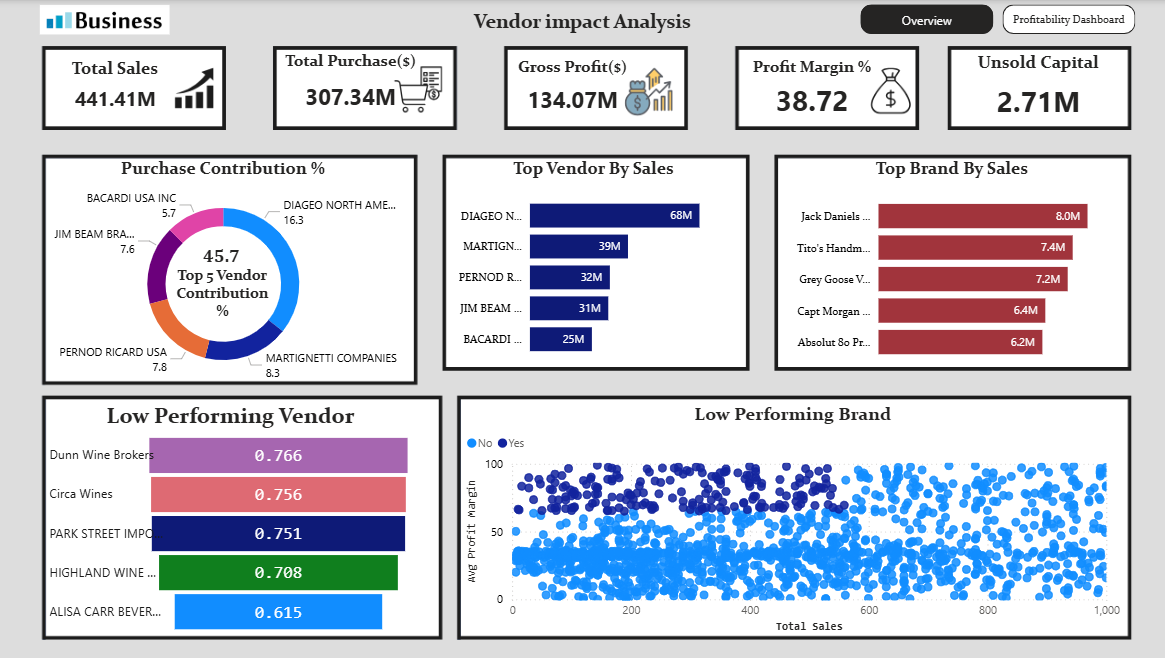 Business
Vendor impact Analysis
Overview
Profitability Dashboard
Total Sales
441.41M
Total Purchase($)
307.34M
Gross Profit($)
134.07M
Profit Margin %
38.72
Unsold Capital
2.71M
Purchase Contribution %
BACARDI USA INC
5.7
DIAGEO NORTH AME...
16.3
JIM BEAM BRA...
7.6
45.7
Top 5 Vendor
Contribution
%
PERNOD RICARD USA
7.8
MARTIGNETTI COMPANIES
8.3
Top Vendor By Sales
DIAGEO N... 68M
MARTIGN... 39M
PERNOD R... 32M
JIM BEAM ... 31M
BACARDI ... 25M
Top Brand By Sales
Jack Daniels ... 8.0M
Tito's Handm... 7.4M
Grey Goose V... 7.2M
Capt Morgan ... 6.4M
Absolut 80 Pr... 6.2M
Low Performing Vendor
Dunn Wine Brokers 0.766
Circa Wines 0.756
PARK STREET IMPO... 0.751
HIGHLAND WINE ... 0.708
ALISA CARR BEVER... 0.615
Low Performing Brand
No Yes
Avg Profit Margin
100
50
0
0 200 400 600 800 1,000
Total Sales